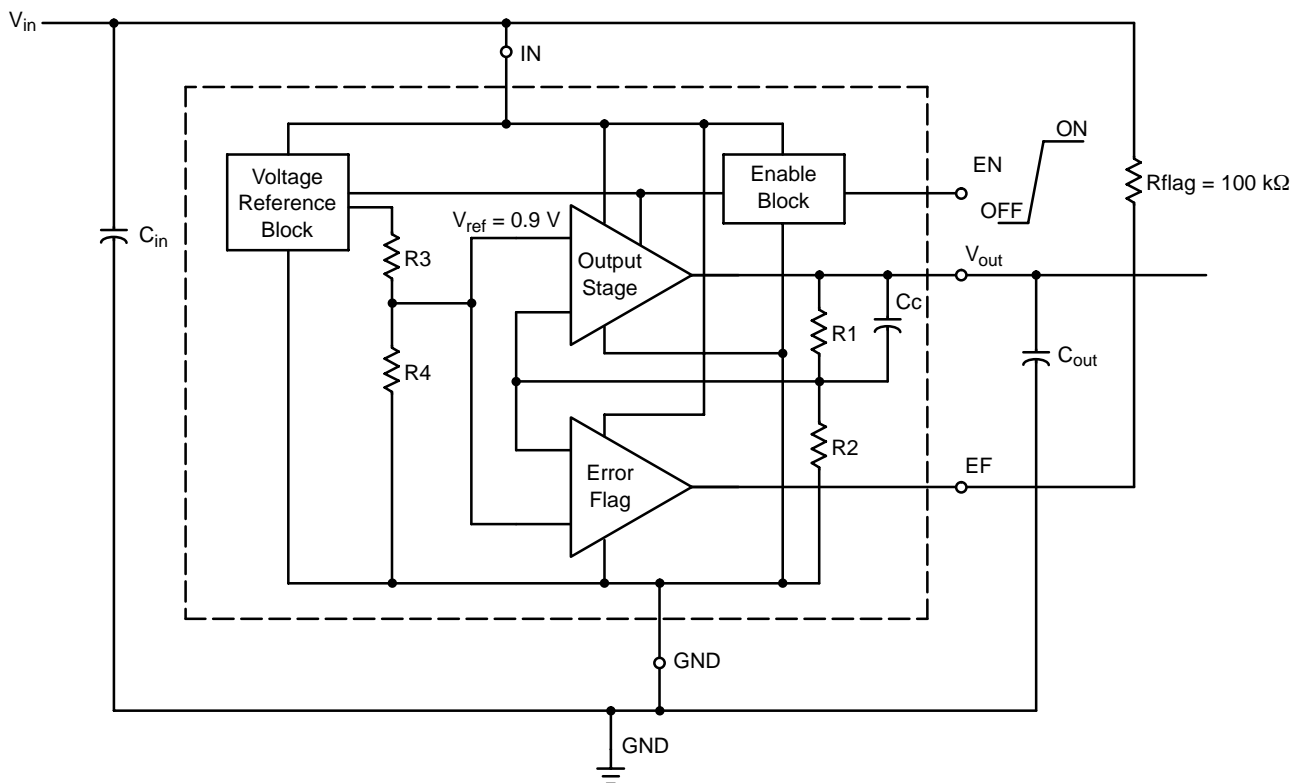 Vin
IN
ON
EN
OFF
Rflag = 100 kΩ
Voltage
Reference
Block
Enable
Block
Cin
Vref = 0.9 V
R3
Output
Stage
Vout
Cc
R1
R4
Cout
R2
Error
Flag
EF
GND
GND